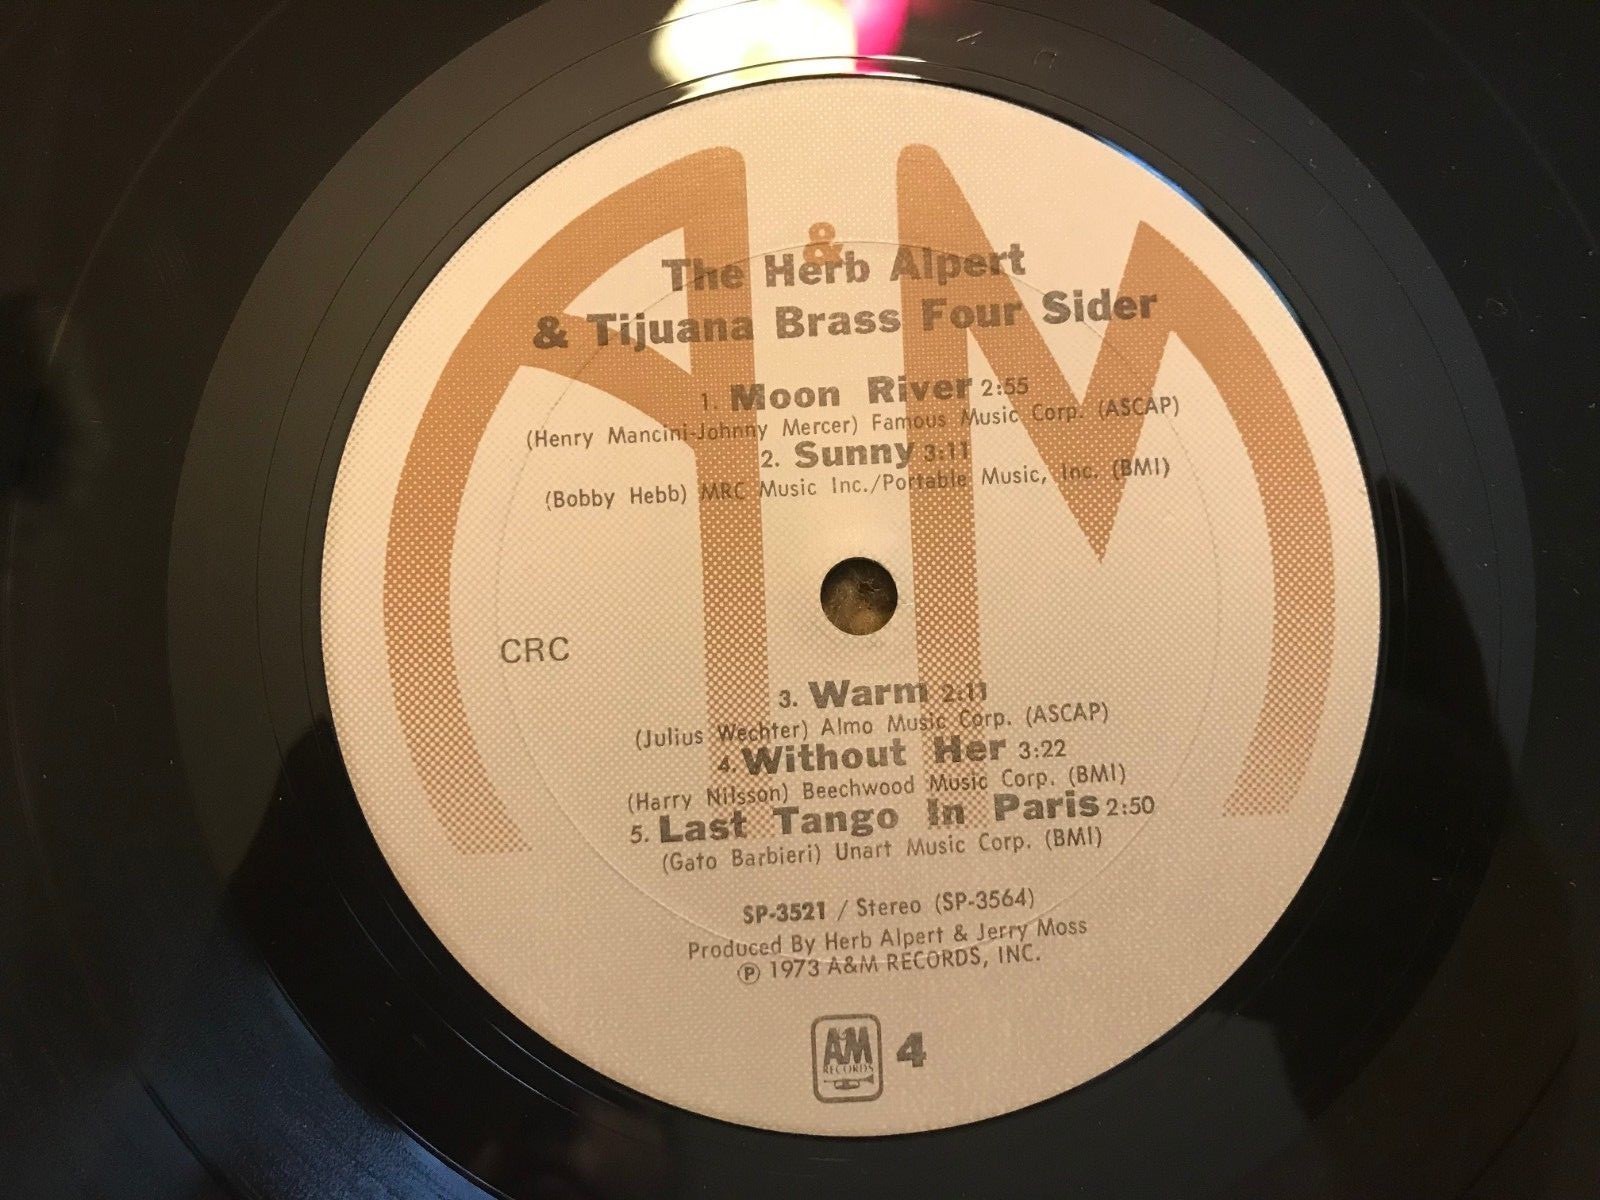 A & M
The Herb Alpert
& Tijuana Brass Four Sider
1. Moon River 2:55
(Henry Mancini-Johnny Mercer) Famous Music Corp. (ASCAP)
2. Sunny 3:11
(Bobby Hebb) MRC Music Inc./Portable Music, Inc. (BMI)
CRC
3. Warm 2:11
(Julius Wechter) Almo Music Corp. (ASCAP)
4. Without Her 3:22
(Harry Nilsson) Beechwood Music Corp. (BMI)
5. Last Tango In Paris 2:50
(Gato Barbieri) Unart Music Corp. (BMI)
SP-3521 / Stereo (SP-3564)
Produced By Herb Alpert & Jerry Moss
℗ 1973 A&M RECORDS, INC.
A&M RECORDS 4